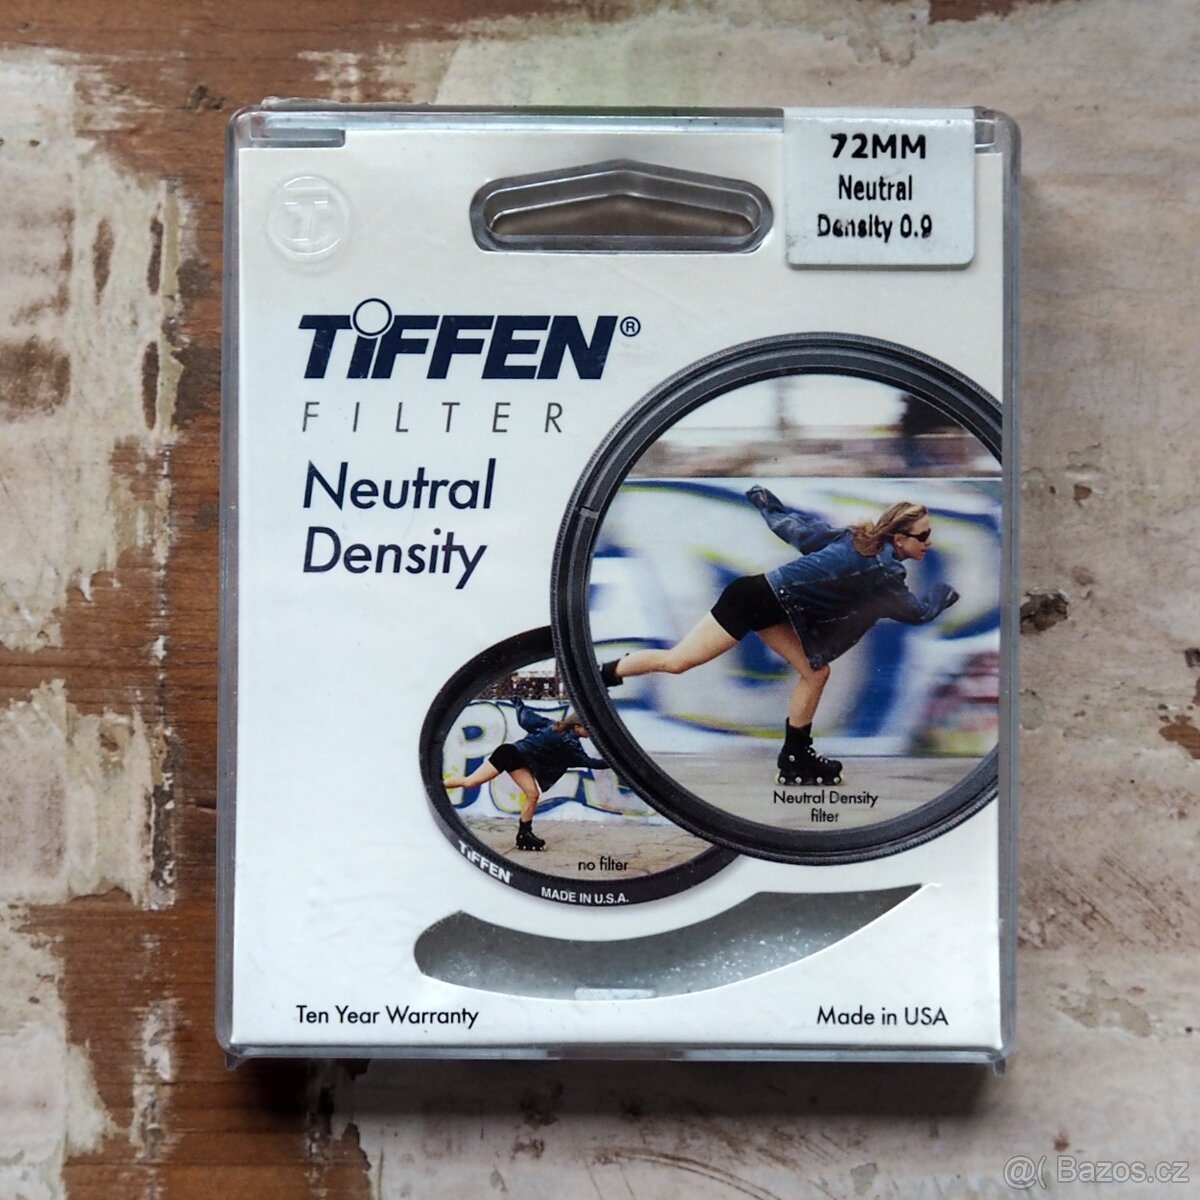 72MM
Neutral
Density 0.9
TiFFEN®
FILTER
Neutral
Density
Neutral Density
filter
no filter
TiFFEN
MADE IN U.S.A.
Ten Year Warranty
Made in USA
@( Bazos.cz